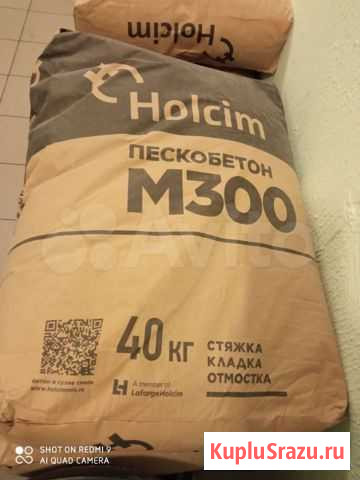 Holcim
Holcim
ПЕСКОБЕТОН
М300
40 КГ
СТЯЖКА
КЛАДКА
ОТМОСТКА
A member of
LafargeHolcim
Avito
SHOT ON REDMI 9
AI QUAD CAMERA
KupluSrazu.ru